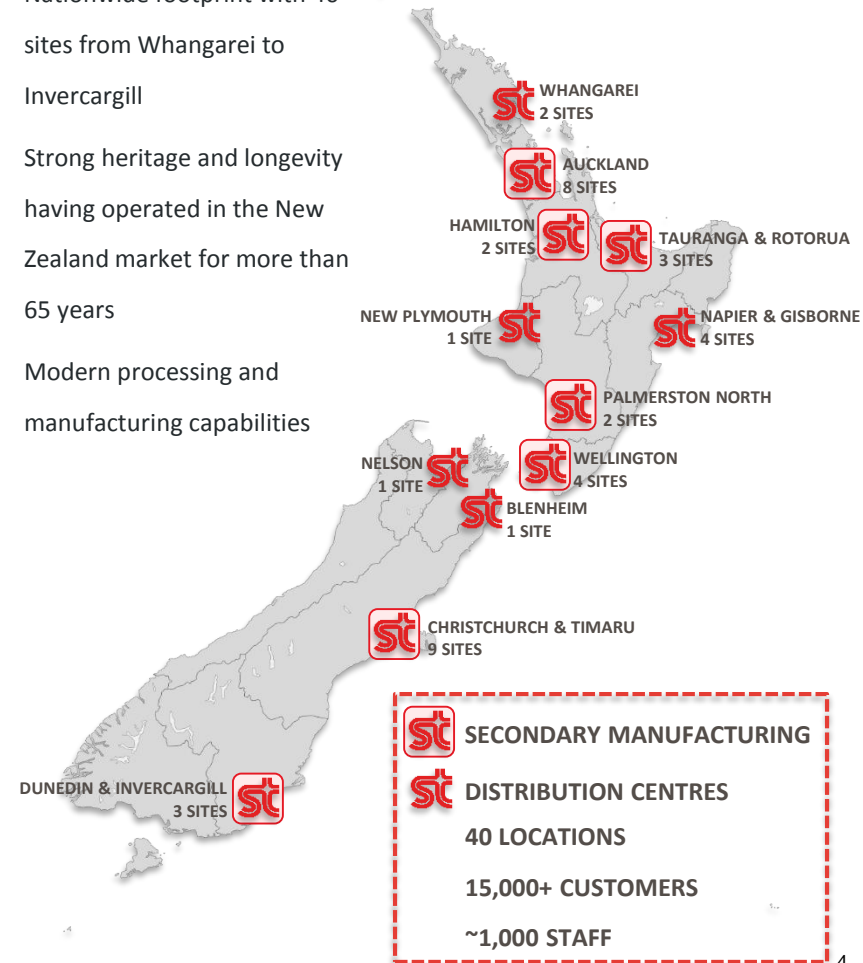 sites from Whangarei to
Invercargill
Strong heritage and longevity
having operated in the New
Zealand market for more than
65 years
Modern processing and
manufacturing capabilities
WHANGAREI
2 SITES
AUCKLAND
8 SITES
HAMILTON
2 SITES
TAURANGA & ROTORUA
3 SITES
NEW PLYMOUTH
1 SITE
NAPIER & GISBORNE
4 SITES
PALMERSTON NORTH
2 SITES
NELSON
1 SITE
WELLINGTON
4 SITES
BLENHEIM
1 SITE
CHRISTCHURCH & TIMARU
9 SITES
DUNEDIN & INVERCARGILL
3 SITES
st SECONDARY MANUFACTURING
st DISTRIBUTION CENTRES
40 LOCATIONS
15,000+ CUSTOMERS
~1,000 STAFF